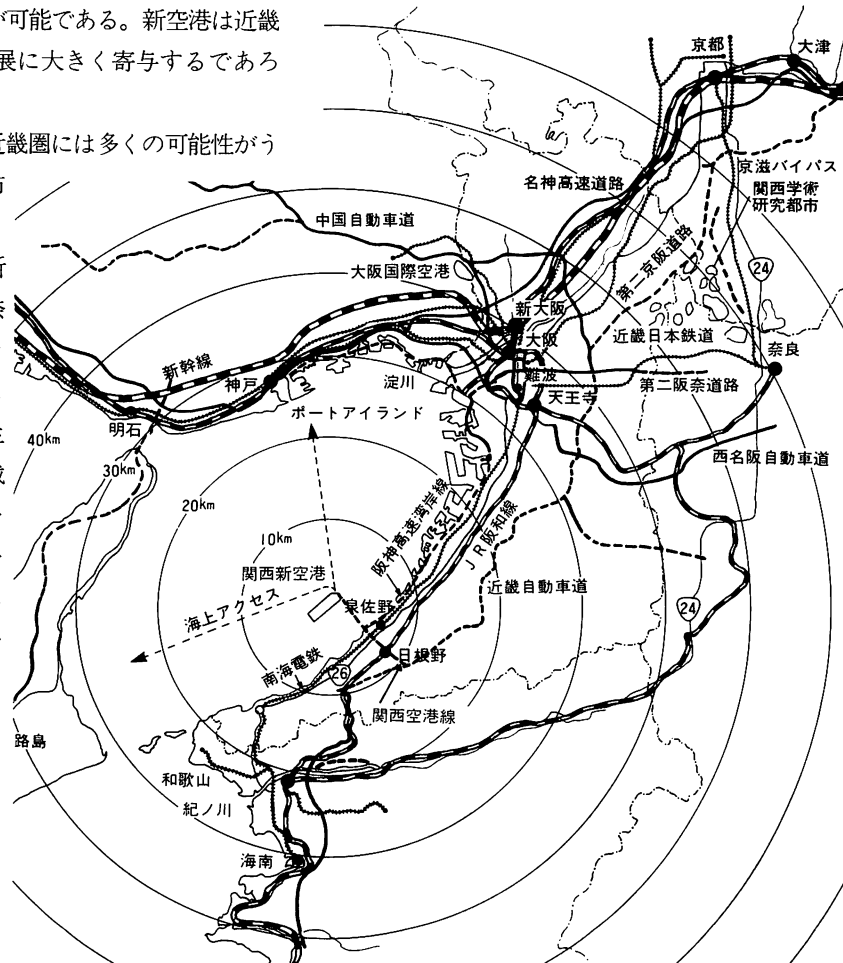 が可能である。新空港は近畿
展に大きく寄与するであろ
近畿圏には多くの可能性がう
京都
大津
京滋バイパス
名神高速道路
関西学術
研究都市
中国自動車道
第二京阪道路
大阪国際空港
24
新大阪
大阪
近畿日本鉄道
奈良
新幹線
神戸
淀川
難波
第二阪奈道路
天王寺
ポートアイランド
明石
40km
西名阪自動車道
30km
20km
阪神高速湾岸線
10km
JR阪和線
関西新空港
近畿自動車道
泉佐野
海上アクセス
24
日根野
南海電鉄
26
関西空港線
路島
和歌山
紀ノ川
海南